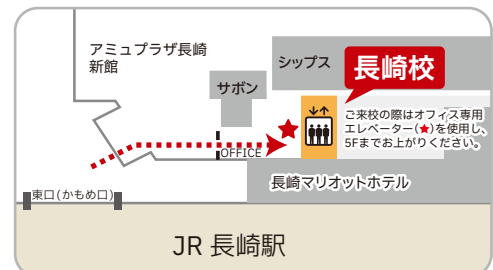 アミュプラザ長崎
新館
シップス
長崎校
サボン
ご来校の際はオフィス専用
エレベーター(★)を使用し、
5Fまでお上がりください。
OFFICE
長崎マリオットホテル
東口(かもめ口)
JR 長崎駅